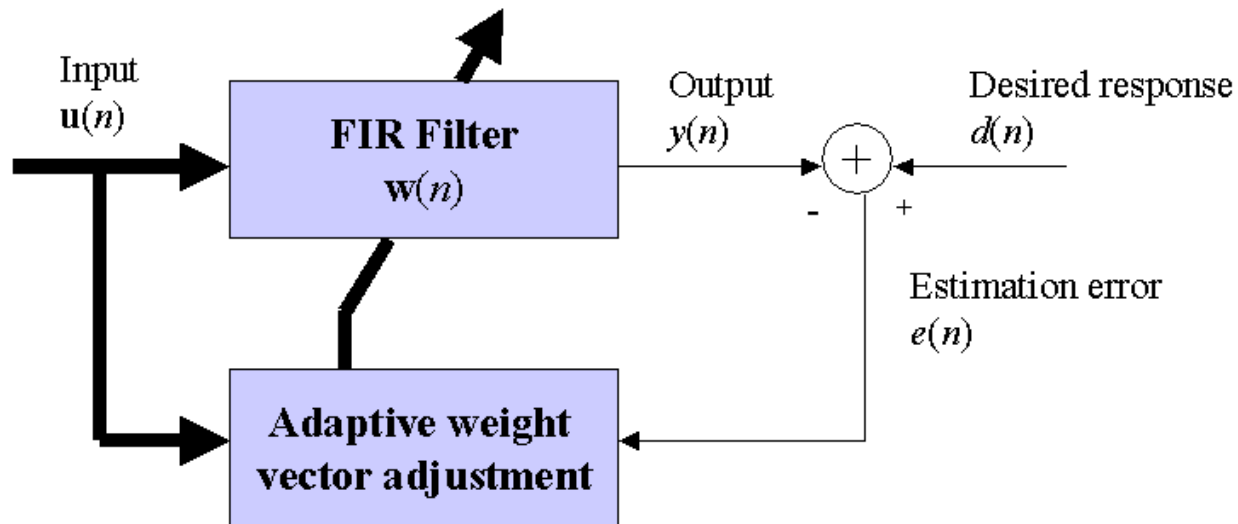 Input
u(n)
FIR Filter
w(n)
Output
y(n)
+
-
+
Desired response
d(n)
Estimation error
e(n)
Adaptive weight
vector adjustment